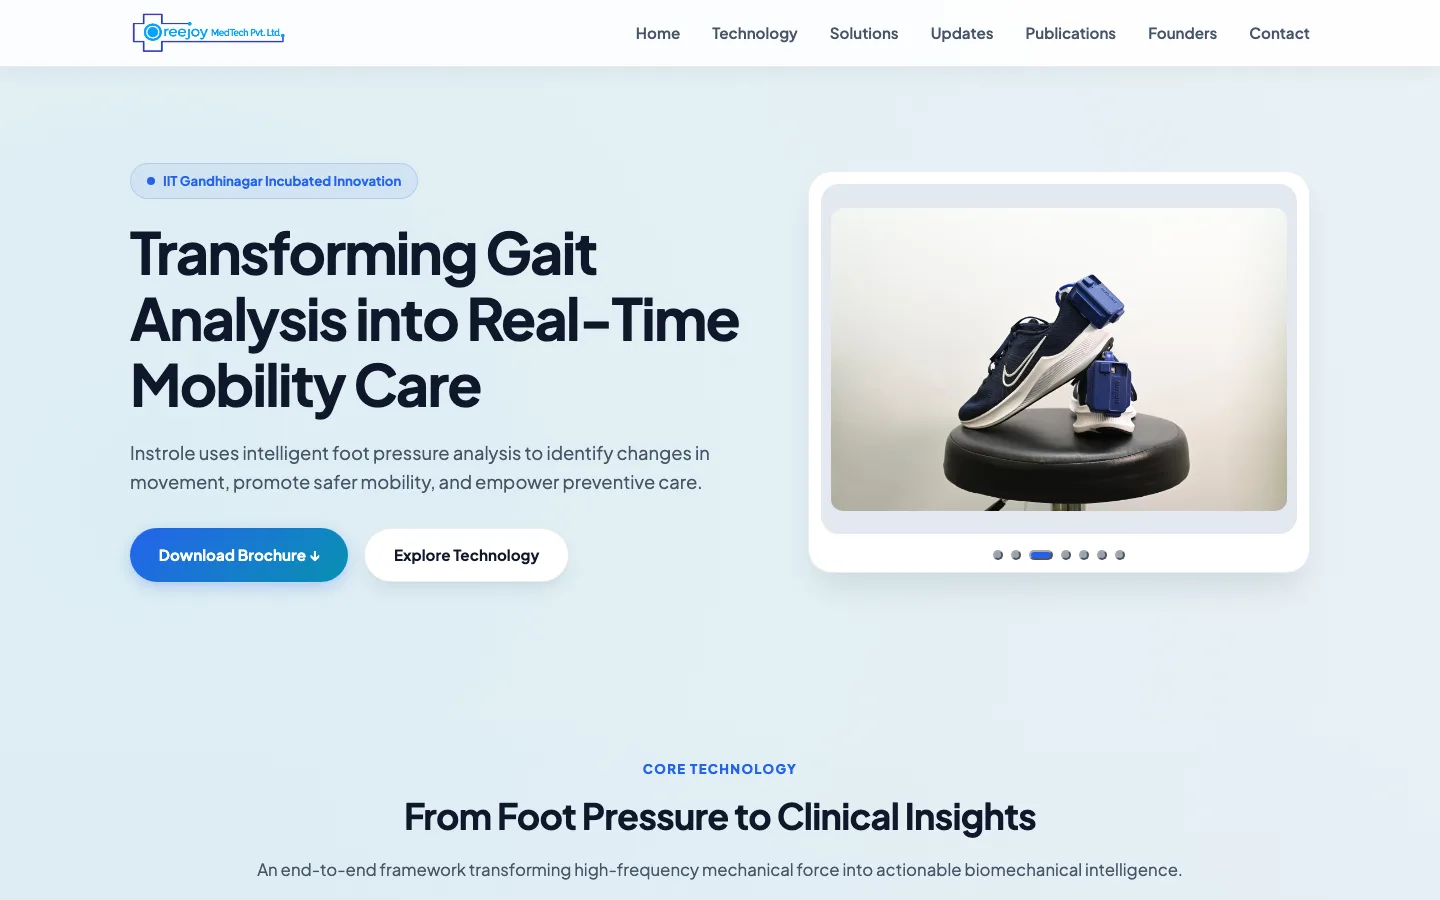 Oreejoy MedTech Pvt. Ltd.
Home
Technology
Solutions
Updates
Publications
Founders
Contact
IIT Gandhinagar Incubated Innovation
Transforming Gait
Analysis into Real-Time
Mobility Care
Instrole uses intelligent foot pressure analysis to identify changes in
movement, promote safer mobility, and empower preventive care.
Download Brochure ↓
Explore Technology
CORE TECHNOLOGY
From Foot Pressure to Clinical Insights
An end-to-end framework transforming high-frequency mechanical force into actionable biomechanical intelligence.